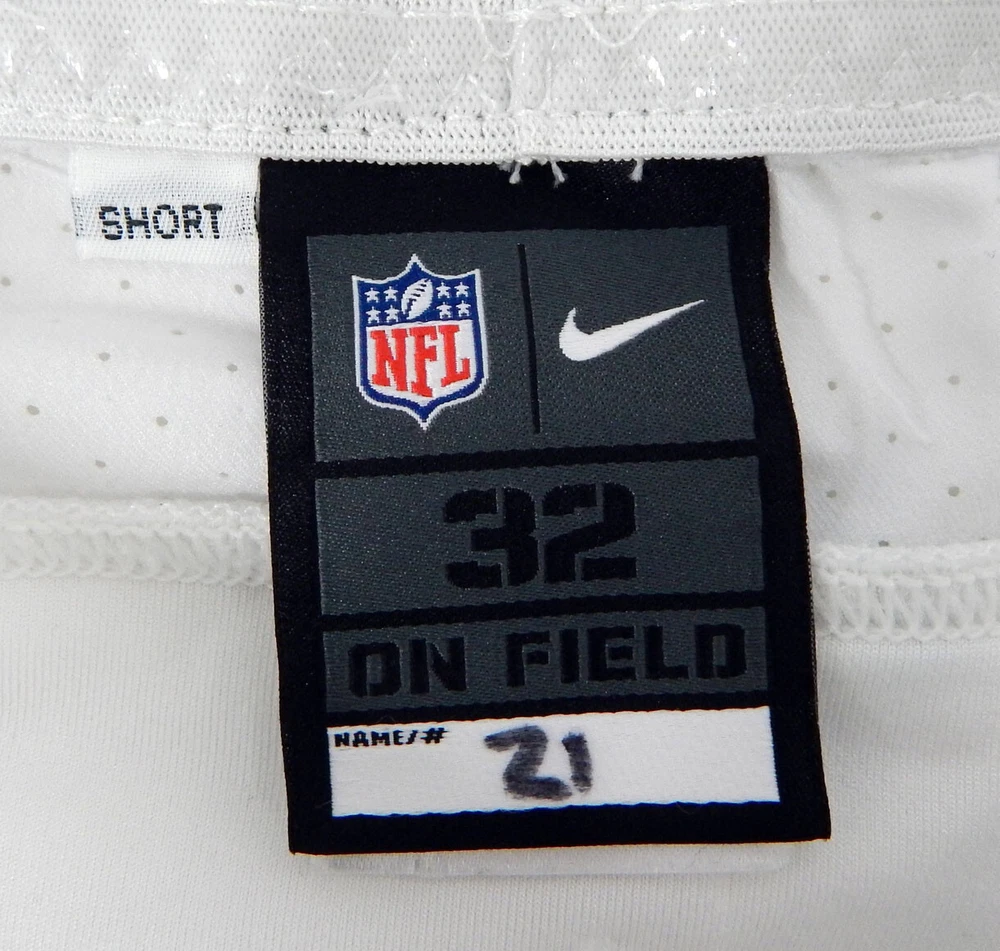 SHORT
NFL
32
ON FIELD
NAME/# 21